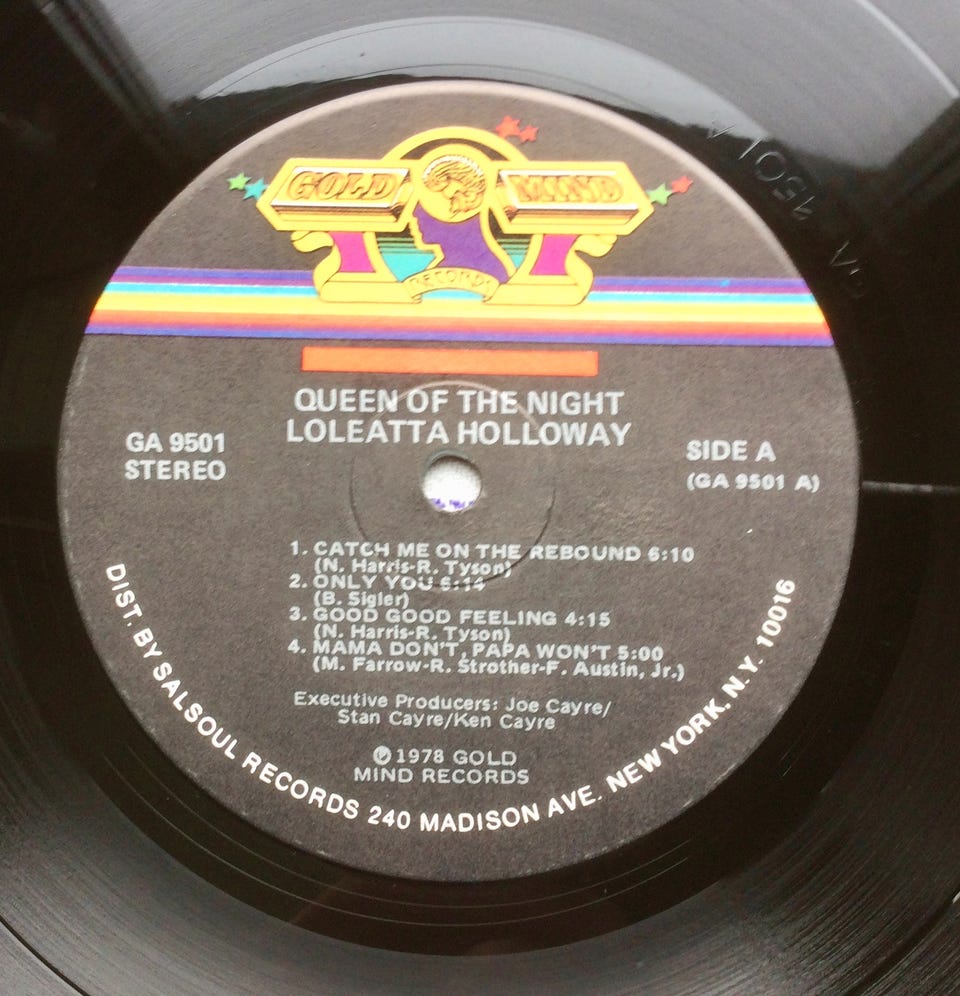 GOLD MIND
RECORDS
QUEEN OF THE NIGHT
LOLEATTA HOLLOWAY
GA 9501
STEREO
SIDE A
(GA 9501 A)
1. CATCH ME ON THE REBOUND 6:10
(N. Harris-R. Tyson)
2. ONLY YOU 6:14
(B. Sigler)
3. GOOD GOOD FEELING 4:15
(N. Harris-R. Tyson)
4. MAMA DON'T, PAPA WON'T 5:00
(M. Farrow-R. Strother-F. Austin, Jr.)
Executive Producers: Joe Cayre/
Stan Cayre/Ken Cayre
℗ 1978 GOLD
MIND RECORDS
DIST. BY SALSOUL RECORDS 240 MADISON AVE. NEW YORK, N.Y. 10016